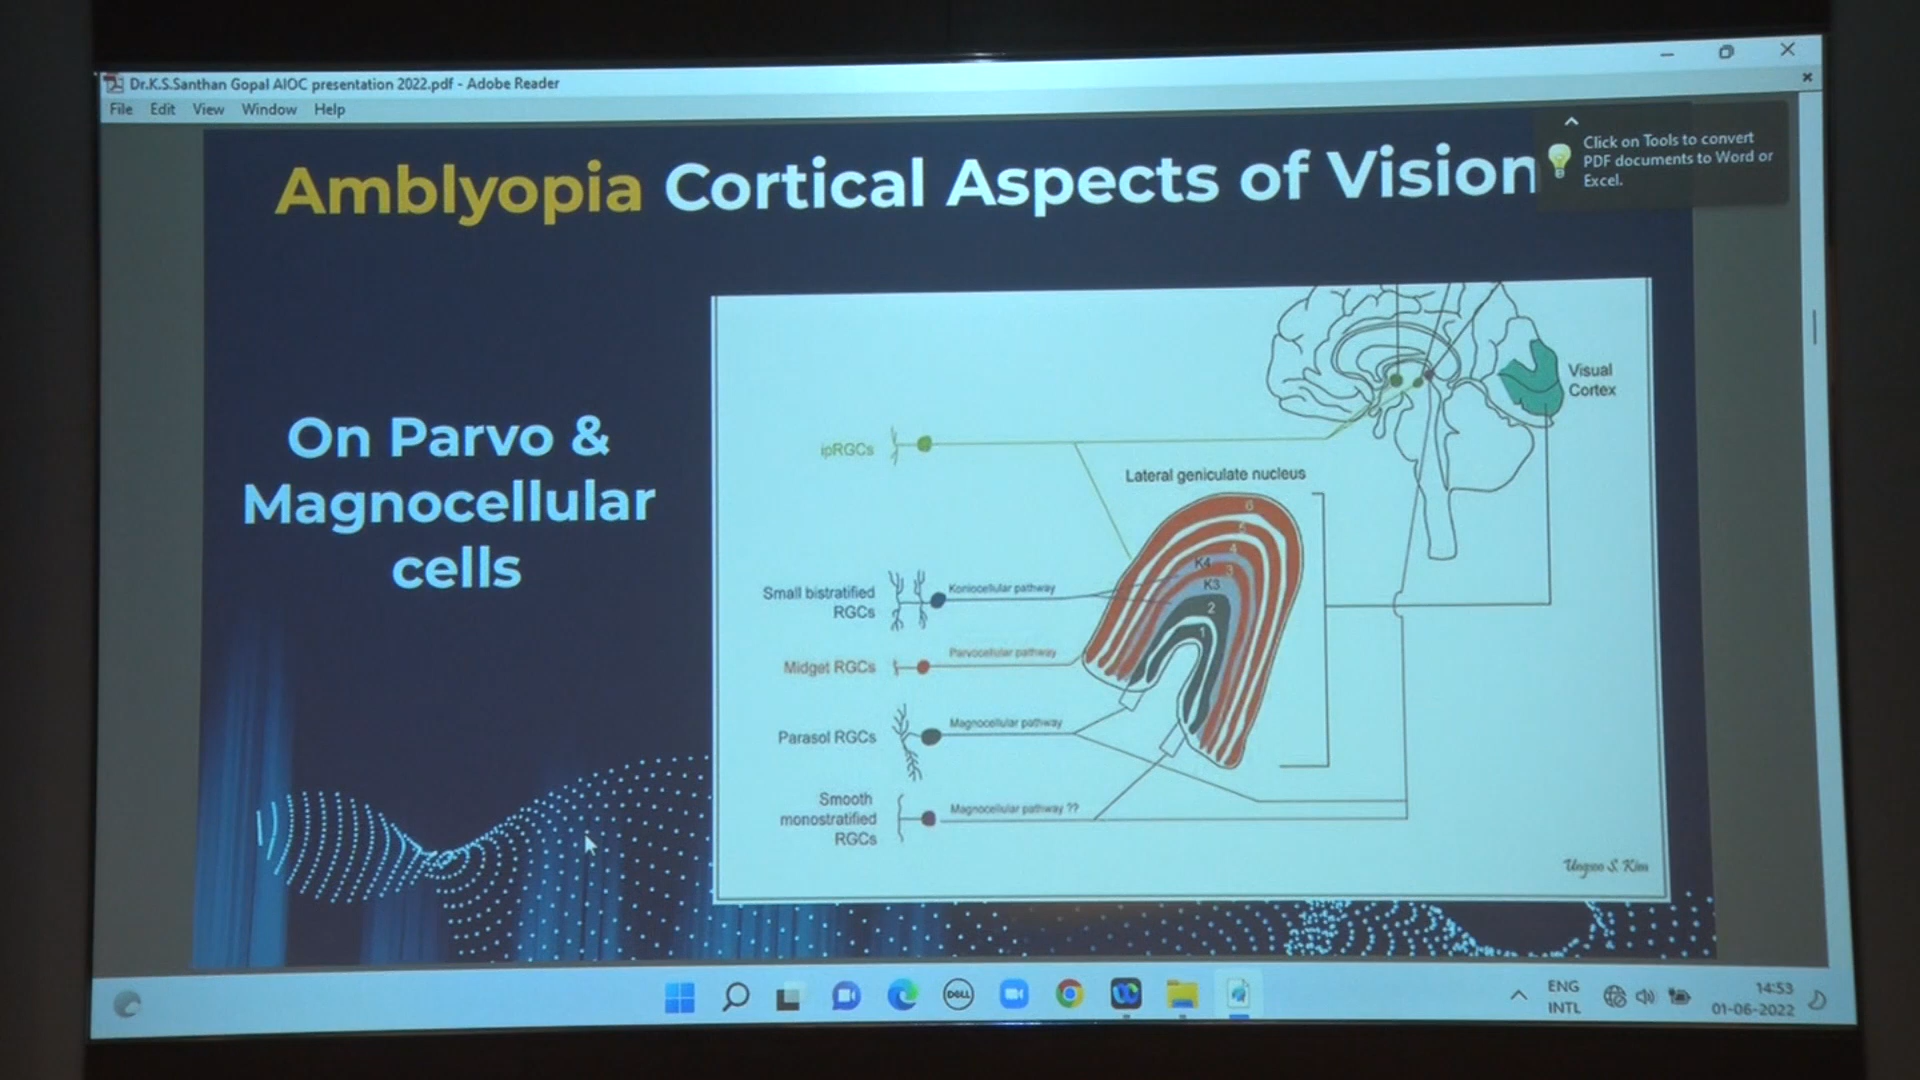 Dr.K.S.Santhan Gopal AIOC presentation 2022.pdf - Adobe Reader
File Edit View Window Help
Click on Tools to convert
PDF documents to Word or
Excel.
Amblyopia Cortical Aspects of Vision
On Parvo &
Magnocellular
cells
Visual
Cortex
ipRGCs
Lateral geniculate nucleus
6
5
4
K4
3
K3
2
1
Small bistratified
RGCs
Koniocellular pathway
Midget RGCs
Parvocellular pathway
Parasol RGCs
Magnocellular pathway
Smooth
monostratified
RGCs
Magnocellular pathway ??
Ungsoo S. Kim
DELL
ENG
INTL
14:53
01-06-2022